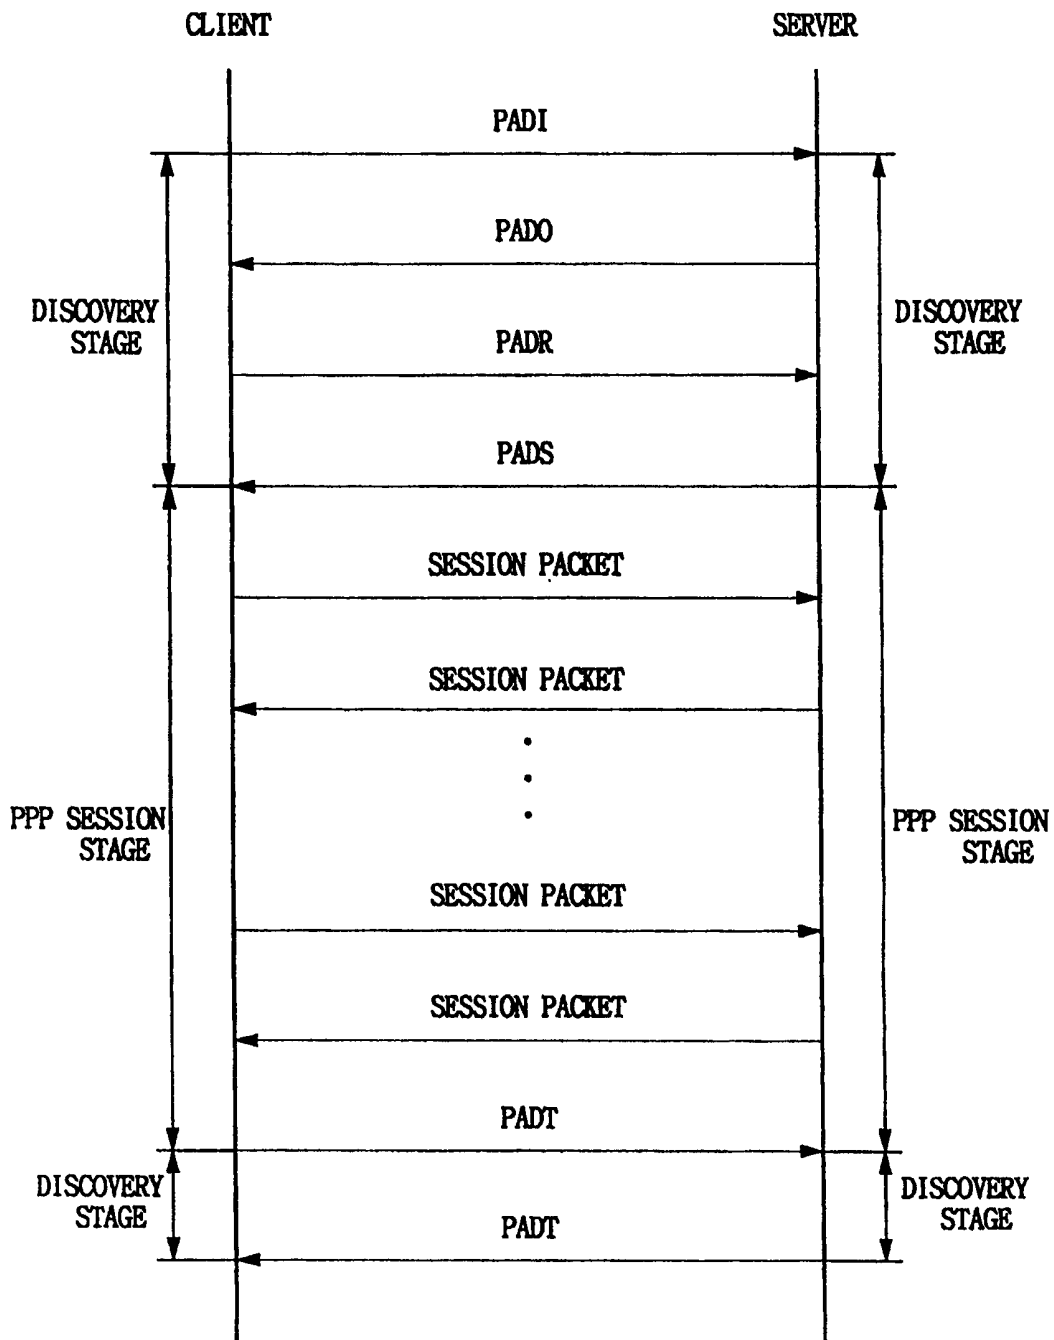 CLIENT
SERVER
PADI
PADO
DISCOVERY
STAGE
DISCOVERY
STAGE
PADR
PADS
SESSION PACKET
SESSION PACKET
PPP SESSION
STAGE
PPP SESSION
STAGE
SESSION PACKET
SESSION PACKET
PADT
DISCOVERY
STAGE
DISCOVERY
STAGE
PADT